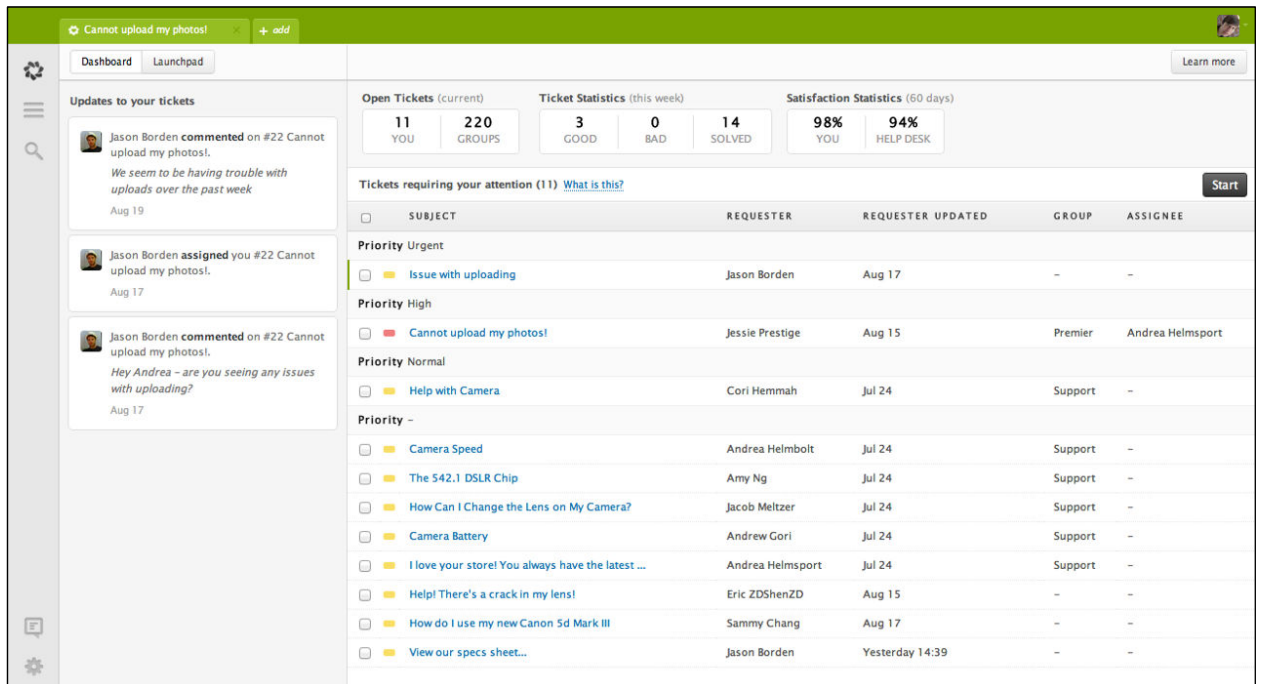 Cannot upload my photos! × + add
Dashboard Launchpad
Learn more
Updates to your tickets
Jason Borden commented on #22 Cannot
upload my photos!.
We seem to be having trouble with
uploads over the past week
Aug 19
Jason Borden assigned you #22 Cannot
upload my photos!.
Aug 17
Jason Borden commented on #22 Cannot
upload my photos!.
Hey Andrea – are you seeing any issues
with uploading?
Aug 17
Open Tickets (current) Ticket Statistics (this week) Satisfaction Statistics (60 days)
11 220 3 0 14 98% 94%
YOU GROUPS GOOD BAD SOLVED YOU HELP DESK
Tickets requiring your attention (11) What is this? Start
SUBJECT REQUESTER REQUESTER UPDATED GROUP ASSIGNEE
Priority Urgent
Issue with uploading Jason Borden Aug 17 – –
Priority High
Cannot upload my photos! Jessie Prestige Aug 15 Premier Andrea Helmsport
Priority Normal
Help with Camera Cori Hemmah Jul 24 Support –
Priority –
Camera Speed Andrea Helmbolt Jul 24 Support –
The 542.1 DSLR Chip Amy Ng Jul 24 Support –
How Can I Change the Lens on My Camera? Jacob Meltzer Jul 24 Support –
Camera Battery Andrew Gori Jul 24 Support –
I love your store! You always have the latest ... Andrea Helmsport Jul 24 Support –
Help! There's a crack in my lens! Eric ZDShenZD Aug 15 – –
How do I use my new Canon 5d Mark III Sammy Chang Aug 17 – –
View our specs sheet... Jason Borden Yesterday 14:39 – –